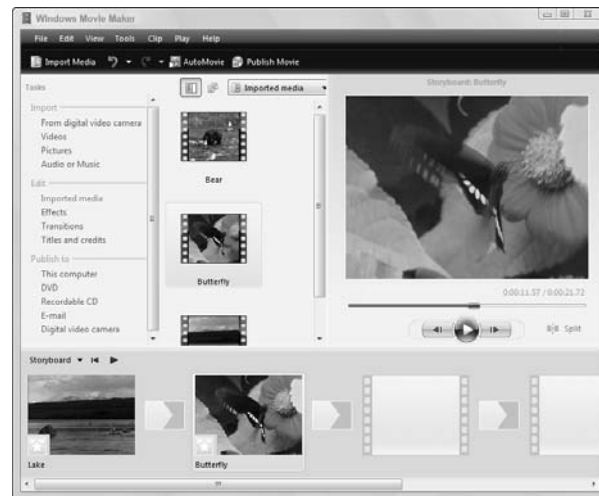 Windows Movie Maker
File Edit View Tools Clip Play Help
Import Media AutoMovie Publish Movie
Tasks
Imported media
Storyboard: Butterfly
Import
From digital video camera
Videos
Pictures
Audio or Music
Edit
Imported media
Effects
Transitions
Titles and credits
Publish to
This computer
DVD
Recordable CD
E-mail
Digital video camera
Bear
Butterfly
0:00:11.57 / 0:00:21.72
Split
Storyboard
Lake
Butterfly